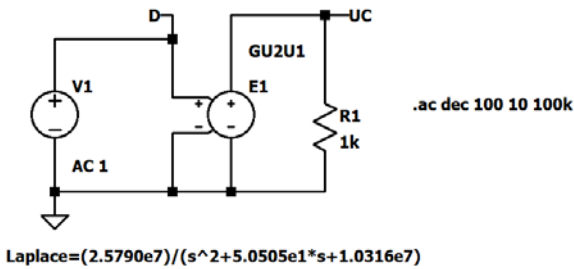 D
UC
GU2U1
V1
E1
R1
1k
.ac dec 100 10 100k
AC 1
Laplace=(2.5790e7)/(s^2+5.0505e1*s+1.0316e7)